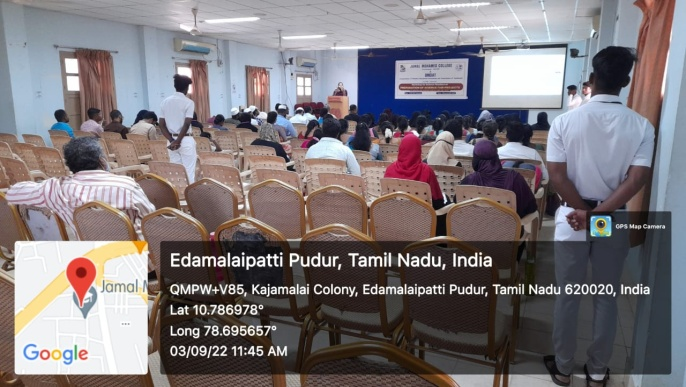 JAMAL MOHAMED COLLEGE
GPS Map Camera
Edamalaipatti Pudur, Tamil Nadu, India
QMPW+V85, Kajamalai Colony, Edamalaipatti Pudur, Tamil Nadu 620020, India
Lat 10.786978°
Long 78.695657°
03/09/22 11:45 AM
Jamal M
Google